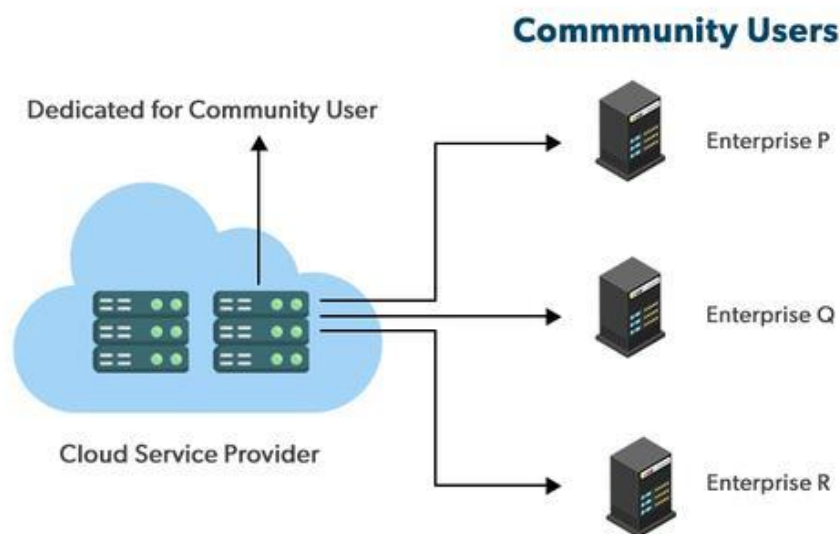 Commmunity Users
Dedicated for Community User
Enterprise P
Enterprise Q
Cloud Service Provider
Enterprise R